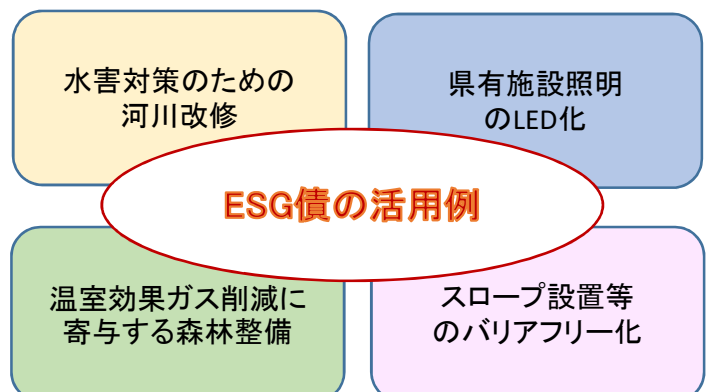 水害対策のための
河川改修
県有施設照明
のLED化
ESG債の活用例
温室効果ガス削減に
寄与する森林整備
スロープ設置等
のバリアフリー化